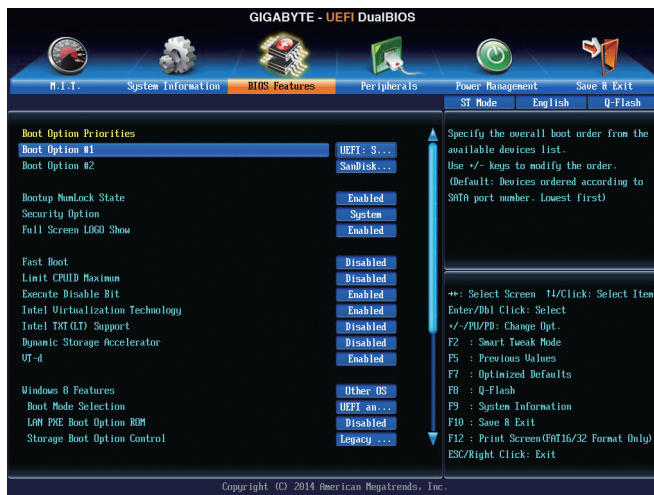 GIGABYTE - UEFI DualBIOS
M.I.T. System Information BIOS Features Peripherals Power Management Save & Exit
ST Mode English Q-Flash
Boot Option Priorities
Boot Option #1 UEFI: S...
Boot Option #2 SanDisk...
Bootup NumLock State Enabled
Security Option System
Full Screen LOGO Show Enabled
Fast Boot Disabled
Limit CPUID Maximum Disabled
Execute Disable Bit Enabled
Intel Virtualization Technology Enabled
Intel TXT(LT) Support Disabled
Dynamic Storage Accelerator Disabled
VT-d Enabled
Windows 8 Features Other OS
Boot Mode Selection UEFI an...
LAN PXE Boot Option ROM Disabled
Storage Boot Option Control Legacy ...
Specify the overall boot order from the
available devices list.
Use +/- keys to modify the order.
(Default: Devices ordered according to
SATA port number. Lowest first)
→←: Select Screen ↑↓/Click: Select Item
Enter/Dbl Click: Select
+/-/PU/PD: Change Opt.
F2 : Smart Tweak Mode
F5 : Previous Values
F7 : Optimized Defaults
F8 : Q-Flash
F9 : System Information
F10 : Save & Exit
F12 : Print Screen(FAT16/32 Format Only)
ESC/Right Click: Exit
Copyright (C) 2014 American Megatrends, Inc.